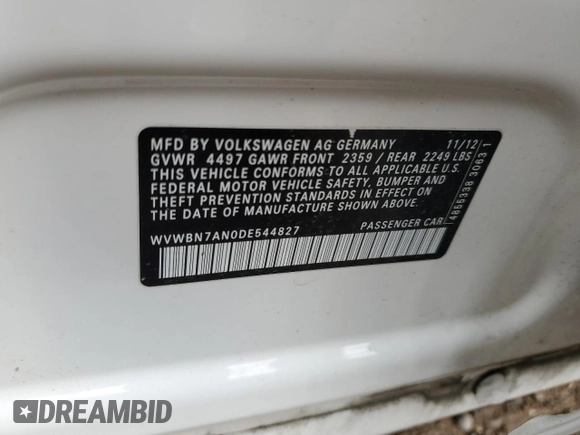 MFD BY VOLKSWAGEN AG GERMANY 11/12
GVWR 4497 GAWR FRONT 2359 / REAR 2249 LBS
THIS VEHICLE CONFORMS TO ALL APPLICABLE U.S.
FEDERAL MOTOR VEHICLE SAFETY, BUMPER AND
THEFT PREVENTION STANDARDS IN EFFECT ON
THE DATE OF MANUFACTURE SHOWN ABOVE.
WVWBN7AN0DE544827 PASSENGER CAR
4856338 3063 1
DREAMBID